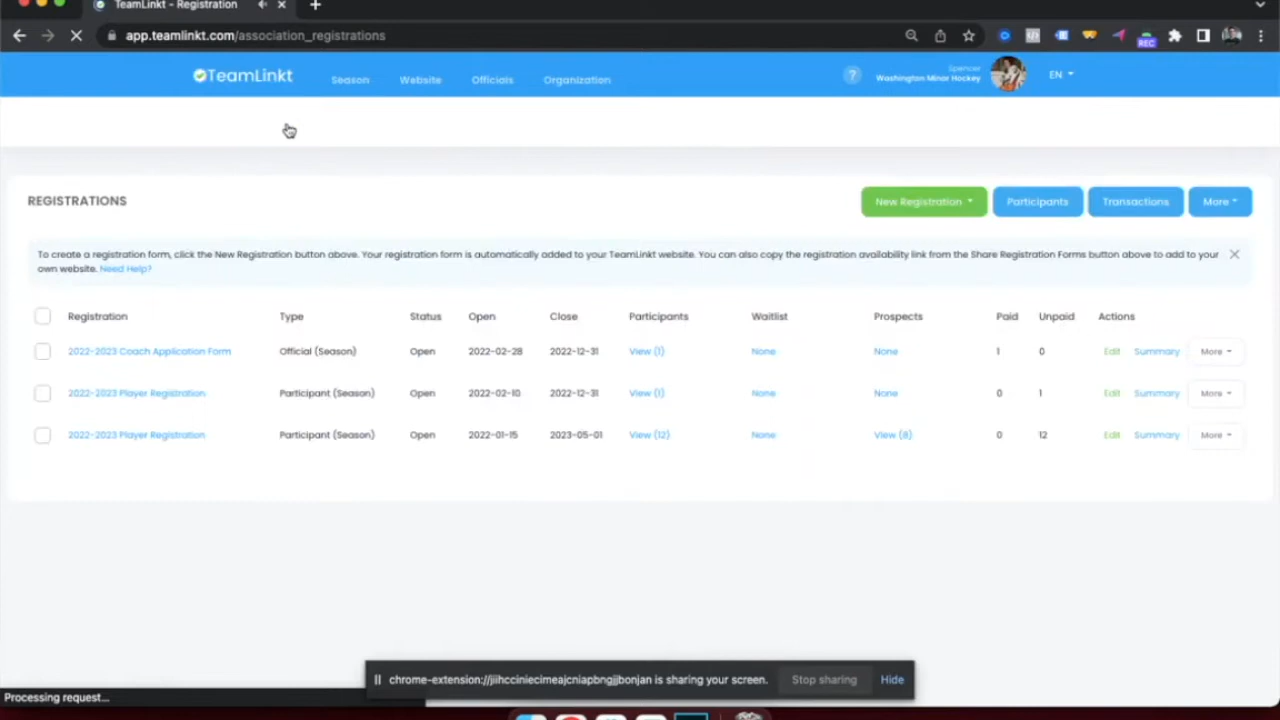 TeamLinkt - Registration
app.teamlinkt.com/association_registrations
REC
TeamLinkt
Season
Website
Officials
Organization
?
Spencer
Washington Minor Hockey
EN
REGISTRATIONS
New Registration
Participants
Transactions
More
To create a registration form, click the New Registration button above. Your registration form is automatically added to your TeamLinkt website. You can also copy the registration availability link from the Share Registration Forms button above to add to your
own website. Need Help?
Registration Type Status Open Close Participants Waitlist Prospects Paid Unpaid Actions
2022-2023 Coach Application Form Official (Season) Open 2022-02-28 2022-12-31 View (1) None None 1 0 Edit Summary More
2022-2023 Player Registration Participant (Season) Open 2022-02-10 2022-12-31 View (1) None None 0 1 Edit Summary More
2022-2023 Player Registration Participant (Season) Open 2022-01-15 2023-05-01 View (12) None View (8) 0 12 Edit Summary More
chrome-extension://jiihcciniecimeajcniapbngjjbonjan is sharing your screen.
Stop sharing
Hide
Processing request...